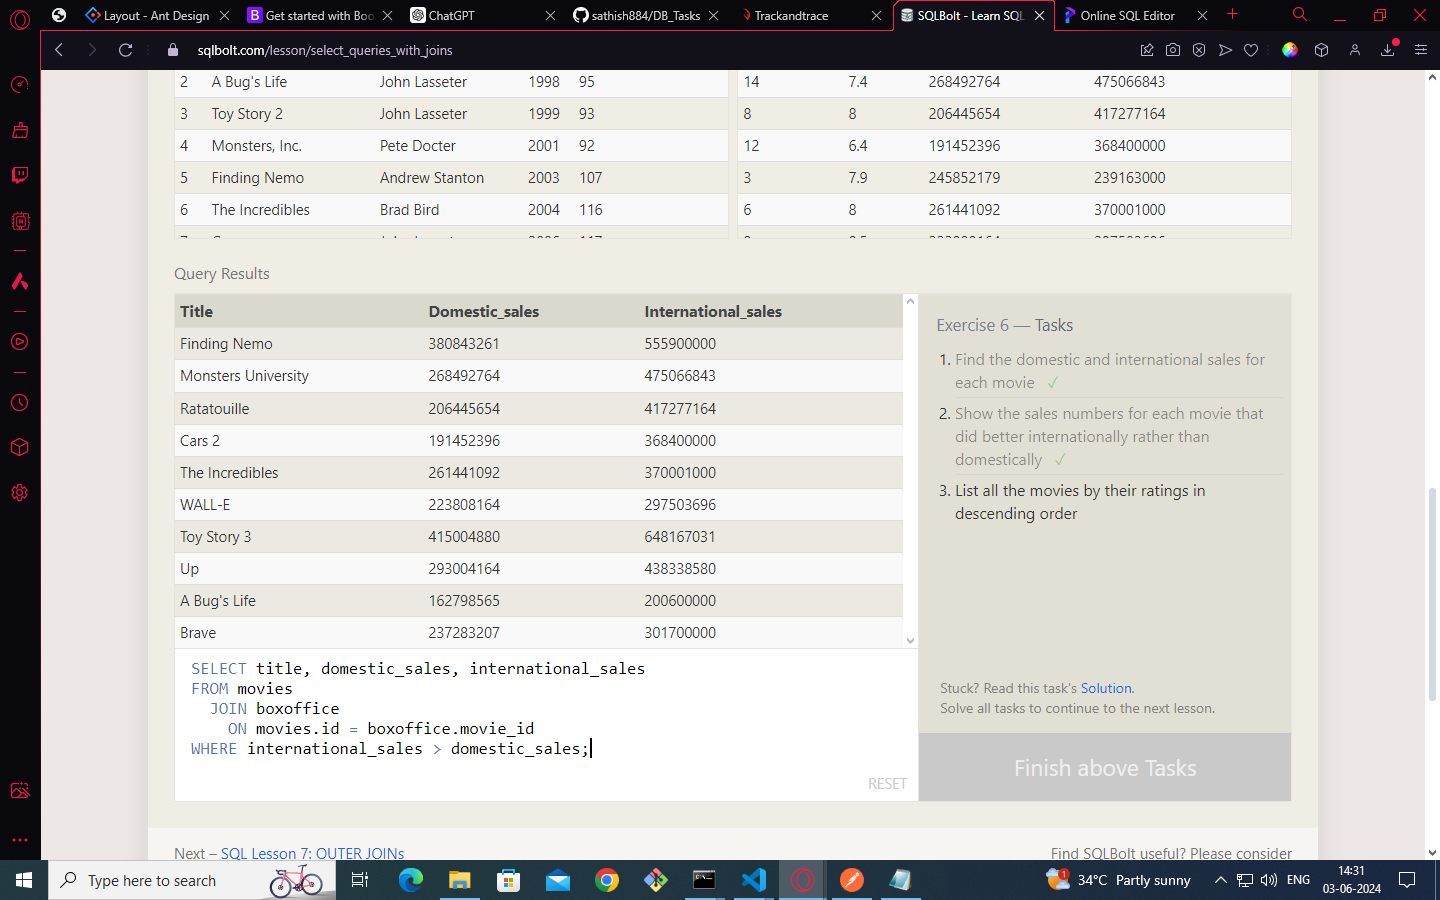 Layout - Ant Design
Get started with Boo
ChatGPT
sathish884/DB_Tasks
Trackandtrace
SQLBolt - Learn SQL
Online SQL Editor
sqlbolt.com/lesson/select_queries_with_joins
2 A Bug's Life John Lasseter 1998 95
14 7.4 268492764 475066843
3 Toy Story 2 John Lasseter 1999 93
8 8 206445654 417277164
4 Monsters, Inc. Pete Docter 2001 92
12 6.4 191452396 368400000
5 Finding Nemo Andrew Stanton 2003 107
3 7.9 245852179 239163000
6 The Incredibles Brad Bird 2004 116
6 8 261441092 370001000
Query Results
Title Domestic_sales International_sales
Finding Nemo 380843261 555900000
Monsters University 268492764 475066843
Ratatouille 206445654 417277164
Cars 2 191452396 368400000
The Incredibles 261441092 370001000
WALL-E 223808164 297503696
Toy Story 3 415004880 648167031
Up 293004164 438338580
A Bug's Life 162798565 200600000
Brave 237283207 301700000
Exercise 6 — Tasks
1. Find the domestic and international sales for
each movie ✓
2. Show the sales numbers for each movie that
did better internationally rather than
domestically ✓
3. List all the movies by their ratings in
descending order
SELECT title, domestic_sales, international_sales
FROM movies
JOIN boxoffice
ON movies.id = boxoffice.movie_id
WHERE international_sales > domestic_sales;
RESET
Stuck? Read this task's Solution.
Solve all tasks to continue to the next lesson.
Finish above Tasks
Next – SQL Lesson 7: OUTER JOINs
Find SQLBolt useful? Please consider
Type here to search
1
34°C Partly sunny
ENG
14:31
03-06-2024